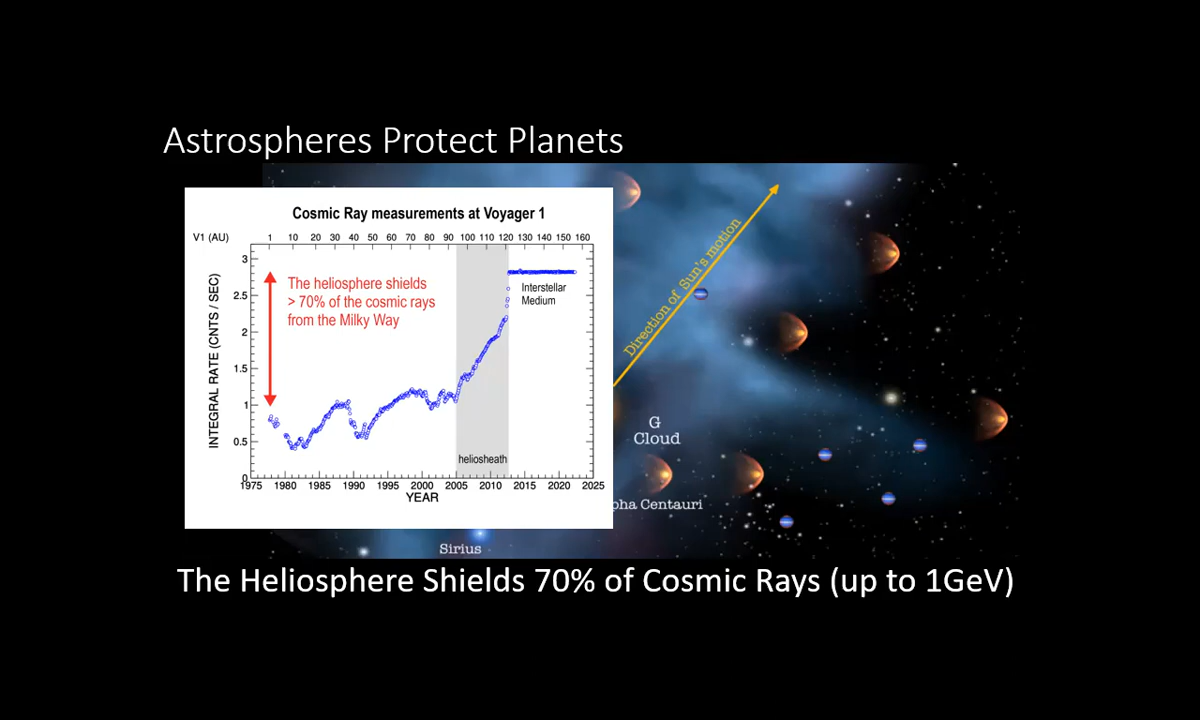 Astrospheres Protect Planets
Cosmic Ray measurements at Voyager 1
V1 (AU)
1 10 20 30 40 50 60 70 80 90 100 110 120 130 140 150 160
INTEGRAL RATE (CNTS / SEC)
3
2.5
2
1.5
1
0.5
0
The heliosphere shields
> 70% of the cosmic rays
from the Milky Way
Interstellar
Medium
heliosheath
1975 1980 1985 1990 1995 2000 2005 2010 2015 2020 2025
YEAR
Direction of Sun's motion
G
Cloud
pha Centauri
Sirius
The Heliosphere Shields 70% of Cosmic Rays (up to 1GeV)